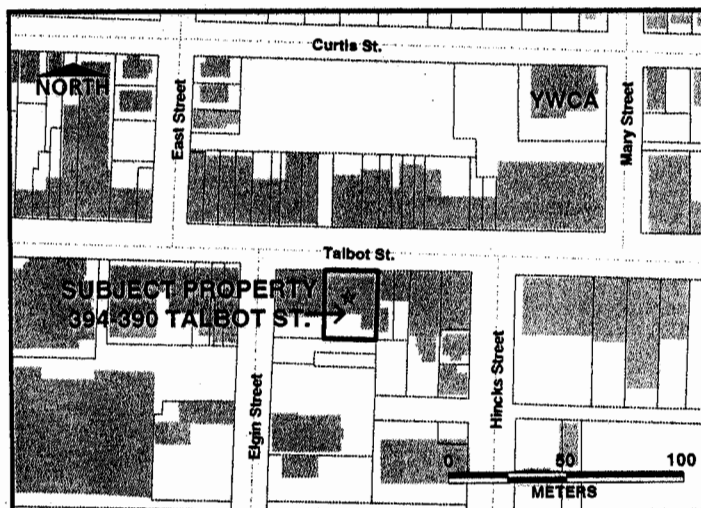 Curtis St.
NORTH
YWCA
East Street
Mary Street
Talbot St.
SUBJECT PROPERTY
394-390 TALBOT ST.
Elgin Street
Hincks Street
0 50 100
METERS